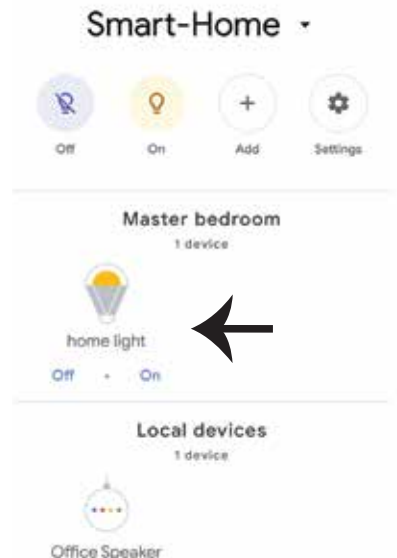 Smart-Home
Off On Add Settings
Master bedroom
1 device
home light
Off - On
Local devices
1 device
Office Speaker